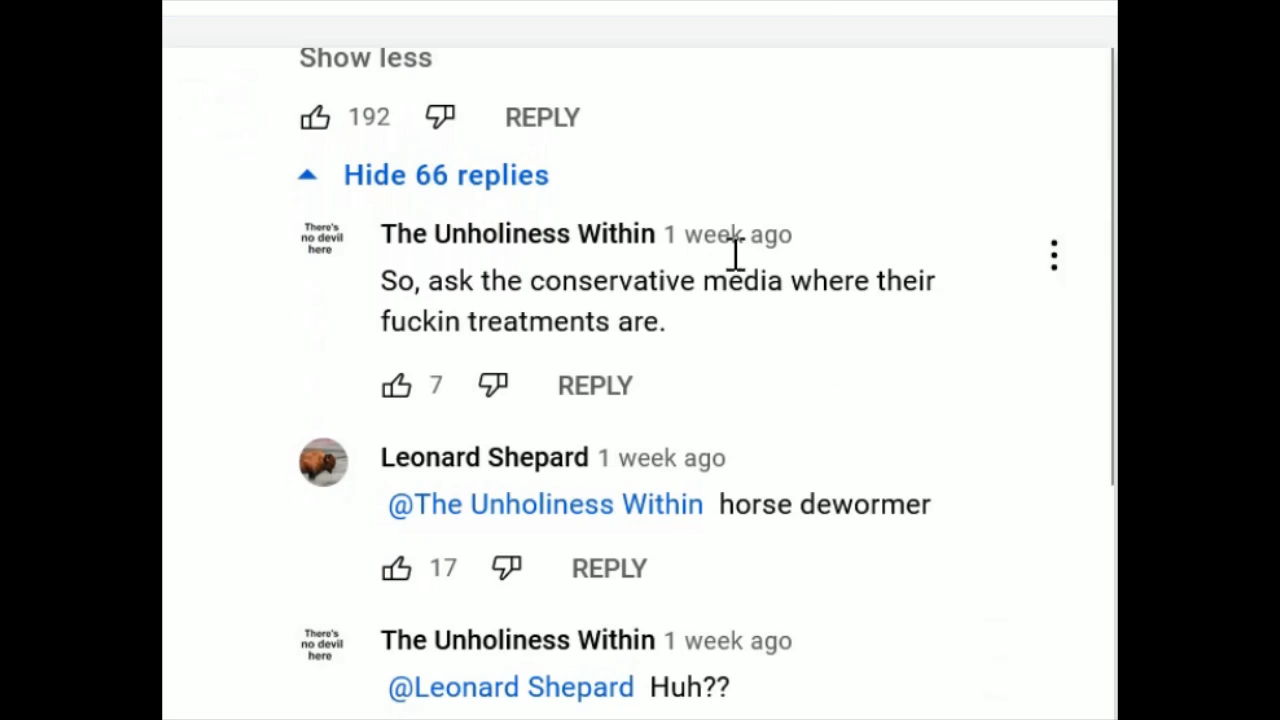 Show less
192 REPLY
Hide 66 replies
There's
no devil
here
The Unholiness Within 1 week ago
So, ask the conservative media where their
fuckin treatments are.
7 REPLY
Leonard Shepard 1 week ago
@The Unholiness Within horse dewormer
17 REPLY
There's
no devil
here
The Unholiness Within 1 week ago
@Leonard Shepard Huh??